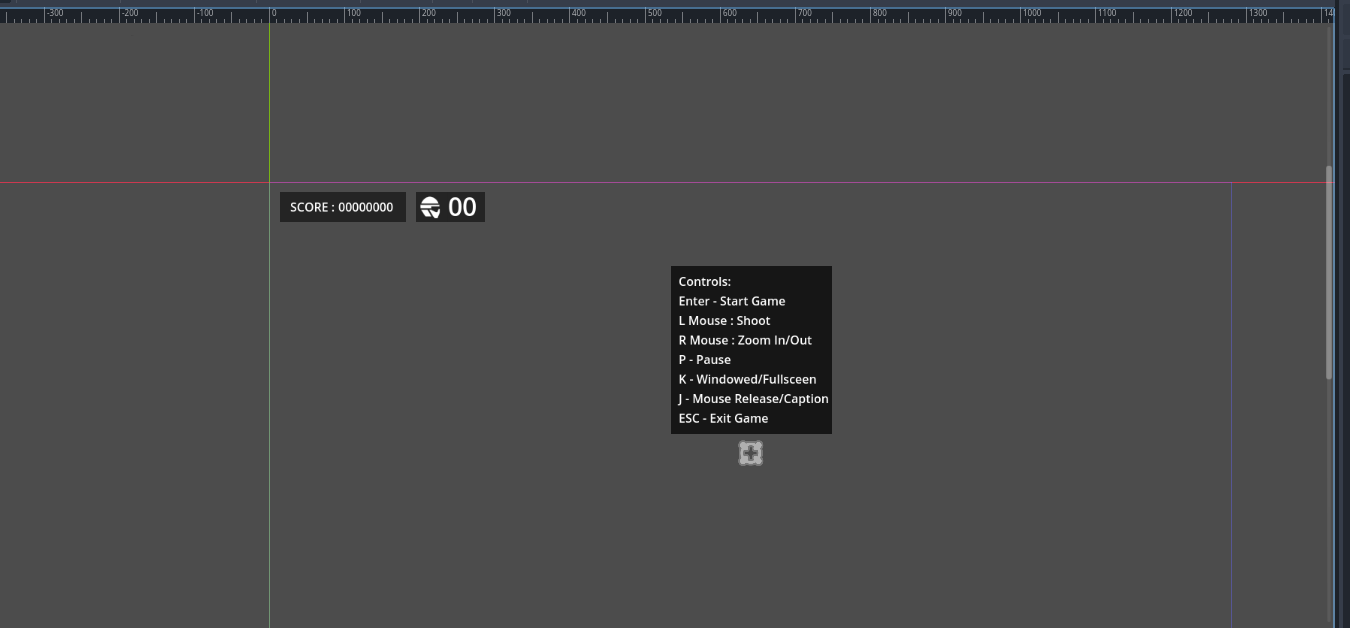 -300 -200 -100 0 100 200 300 400 500 600 700 800 900 1000 1100 1200 1300 14
SCORE : 00000000 00
Controls:
Enter - Start Game
L Mouse : Shoot
R Mouse : Zoom In/Out
P - Pause
K - Windowed/Fullsceen
J - Mouse Release/Caption
ESC - Exit Game